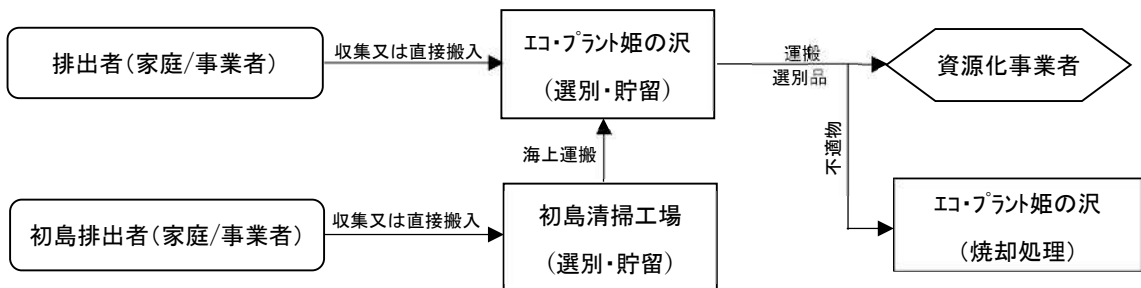 排出者(家庭/事業者)
収集又は直接搬入
エコ・プラント姫の沢
(選別・貯留)
運搬
選別品
資源化事業者
海上運搬
不適物
初島排出者(家庭/事業者)
収集又は直接搬入
初島清掃工場
(選別・貯留)
エコ・プラント姫の沢
(焼却処理)